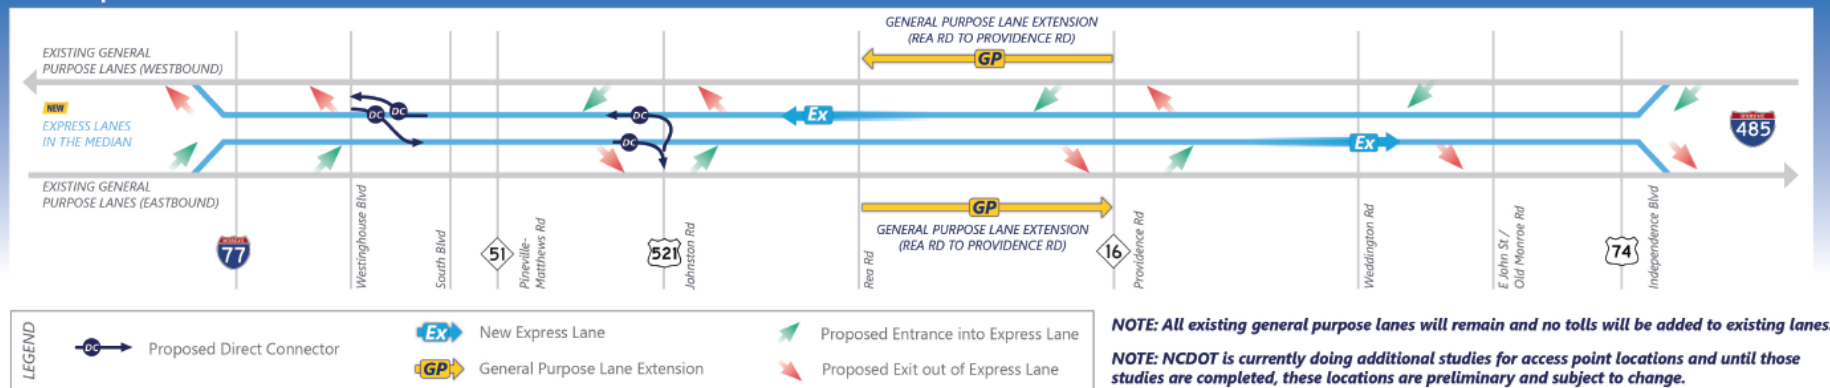 GENERAL PURPOSE LANE EXTENSION
(REA RD TO PROVIDENCE RD)
GP
EXISTING GENERAL
PURPOSE LANES (WESTBOUND)
NEW
EXPRESS LANES
IN THE MEDIAN
DC
DC
DC
DC
Ex
Ex
INTERSTATE
485
EXISTING GENERAL
PURPOSE LANES (EASTBOUND)
GP
GENERAL PURPOSE LANE EXTENSION
(REA RD TO PROVIDENCE RD)
INTERSTATE
77
Westinghouse Blvd
South Blvd
51
Pineville-
Matthews Rd
521
Johnston Rd
Rea Rd
16
Providence Rd
Weddington Rd
E John St /
Old Monroe Rd
74
Independence Blvd
LEGEND
DC
Proposed Direct Connector
Ex
New Express Lane
GP
General Purpose Lane Extension
Proposed Entrance into Express Lane
Proposed Exit out of Express Lane
NOTE: All existing general purpose lanes will remain and no tolls will be added to existing lanes.
NOTE: NCDOT is currently doing additional studies for access point locations and until those
studies are completed, these locations are preliminary and subject to change.